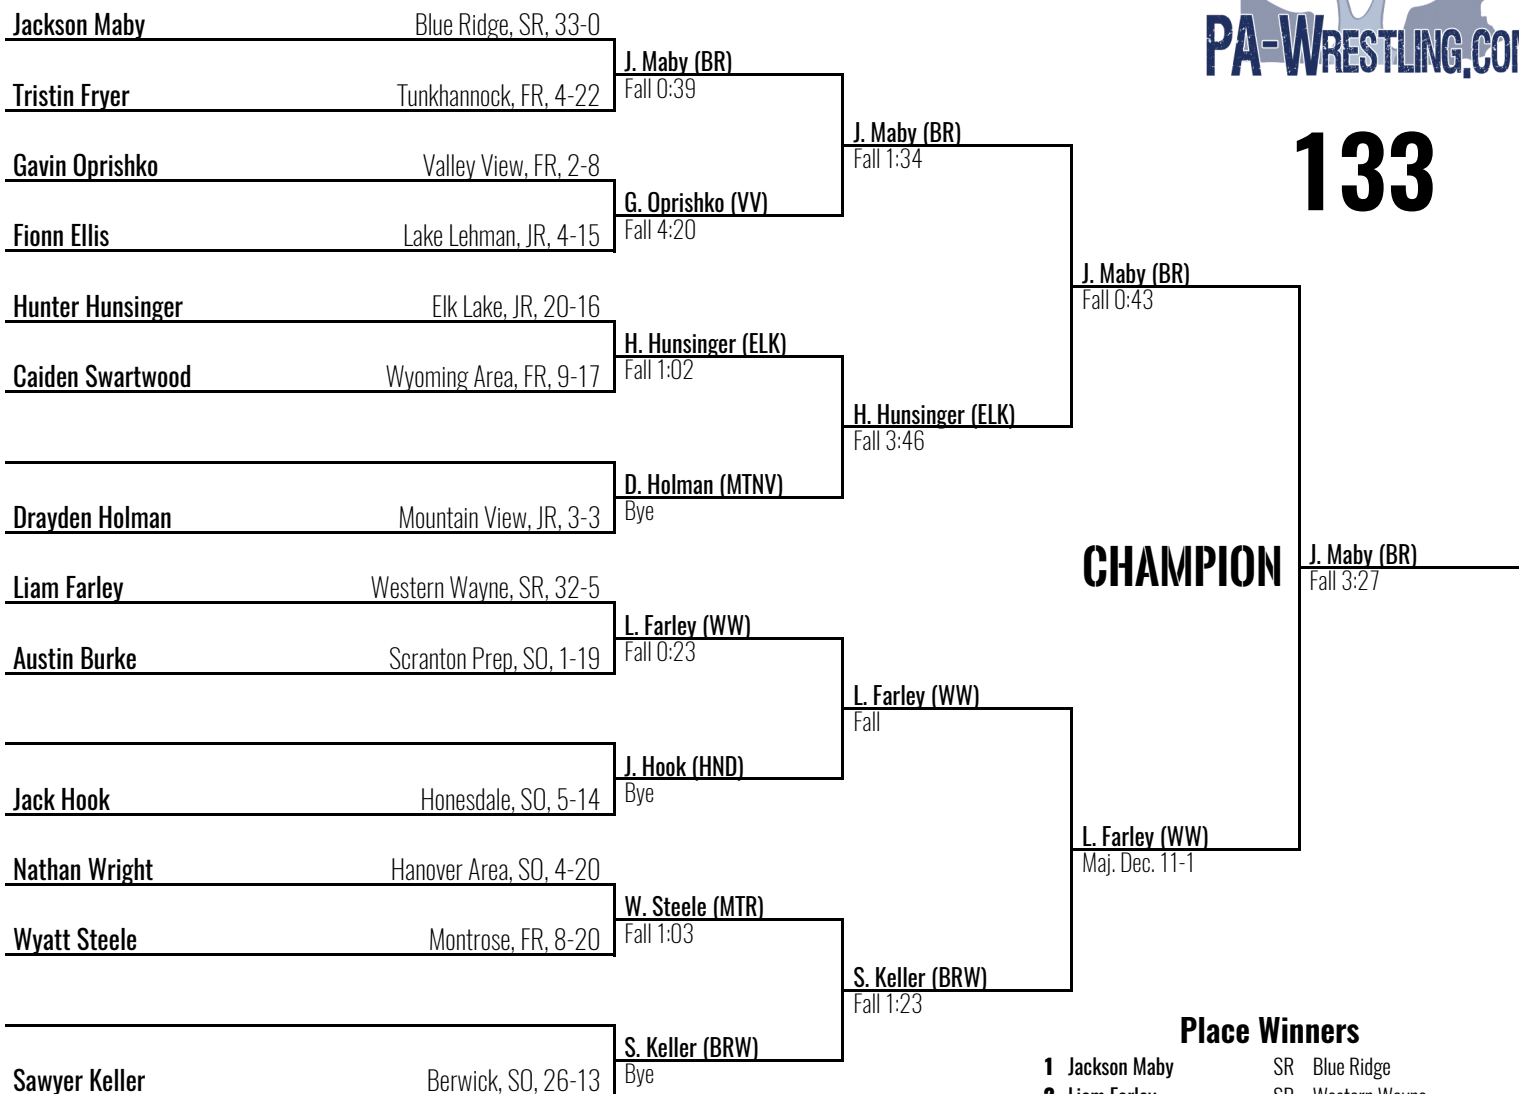 Jackson Maby Blue Ridge, SR, 33-0
J. Maby (BR)
Fall 0:39
Tristin Fryer Tunkhannock, FR, 4-22
J. Maby (BR)
Fall 1:34
Gavin Oprishko Valley View, FR, 2-8
G. Oprishko (VV)
Fall 4:20
Fionn Ellis Lake Lehman, JR, 4-15
J. Maby (BR)
Fall 0:43
Hunter Hunsinger Elk Lake, JR, 20-16
H. Hunsinger (ELK)
Fall 1:02
Caiden Swartwood Wyoming Area, FR, 9-17
H. Hunsinger (ELK)
Fall 3:46
D. Holman (MTNV)
Bye
Drayden Holman Mountain View, JR, 3-3
CHAMPION
J. Maby (BR)
Fall 3:27
Liam Farley Western Wayne, SR, 32-5
L. Farley (WW)
Fall 0:23
Austin Burke Scranton Prep, SO, 1-19
L. Farley (WW)
Fall
J. Hook (HND)
Bye
Jack Hook Honesdale, SO, 5-14
L. Farley (WW)
Maj. Dec. 11-1
Nathan Wright Hanover Area, SO, 4-20
W. Steele (MTR)
Fall 1:03
Wyatt Steele Montrose, FR, 8-20
S. Keller (BRW)
Fall 1:23
S. Keller (BRW)
Bye
Sawyer Keller Berwick, SO, 26-13
PA-WRESTLING.COM
133
Place Winners
1 Jackson Maby SR Blue Ridge
2 Liam Farley SR Western Wayne